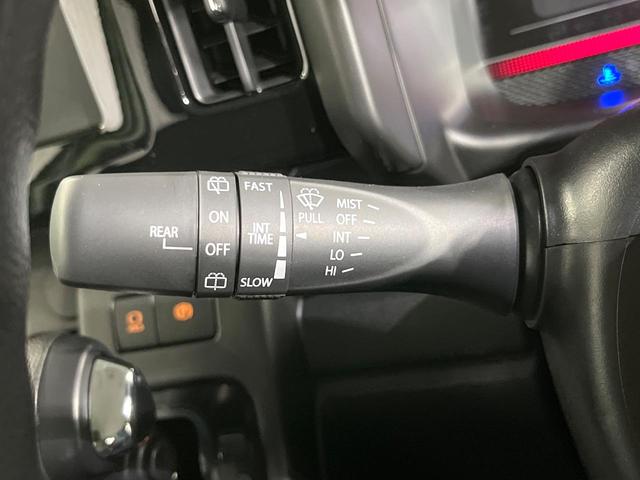 REAR
ON
OFF
FAST
INT
TIME
SLOW
PULL
MIST
OFF
INT
LO
HI